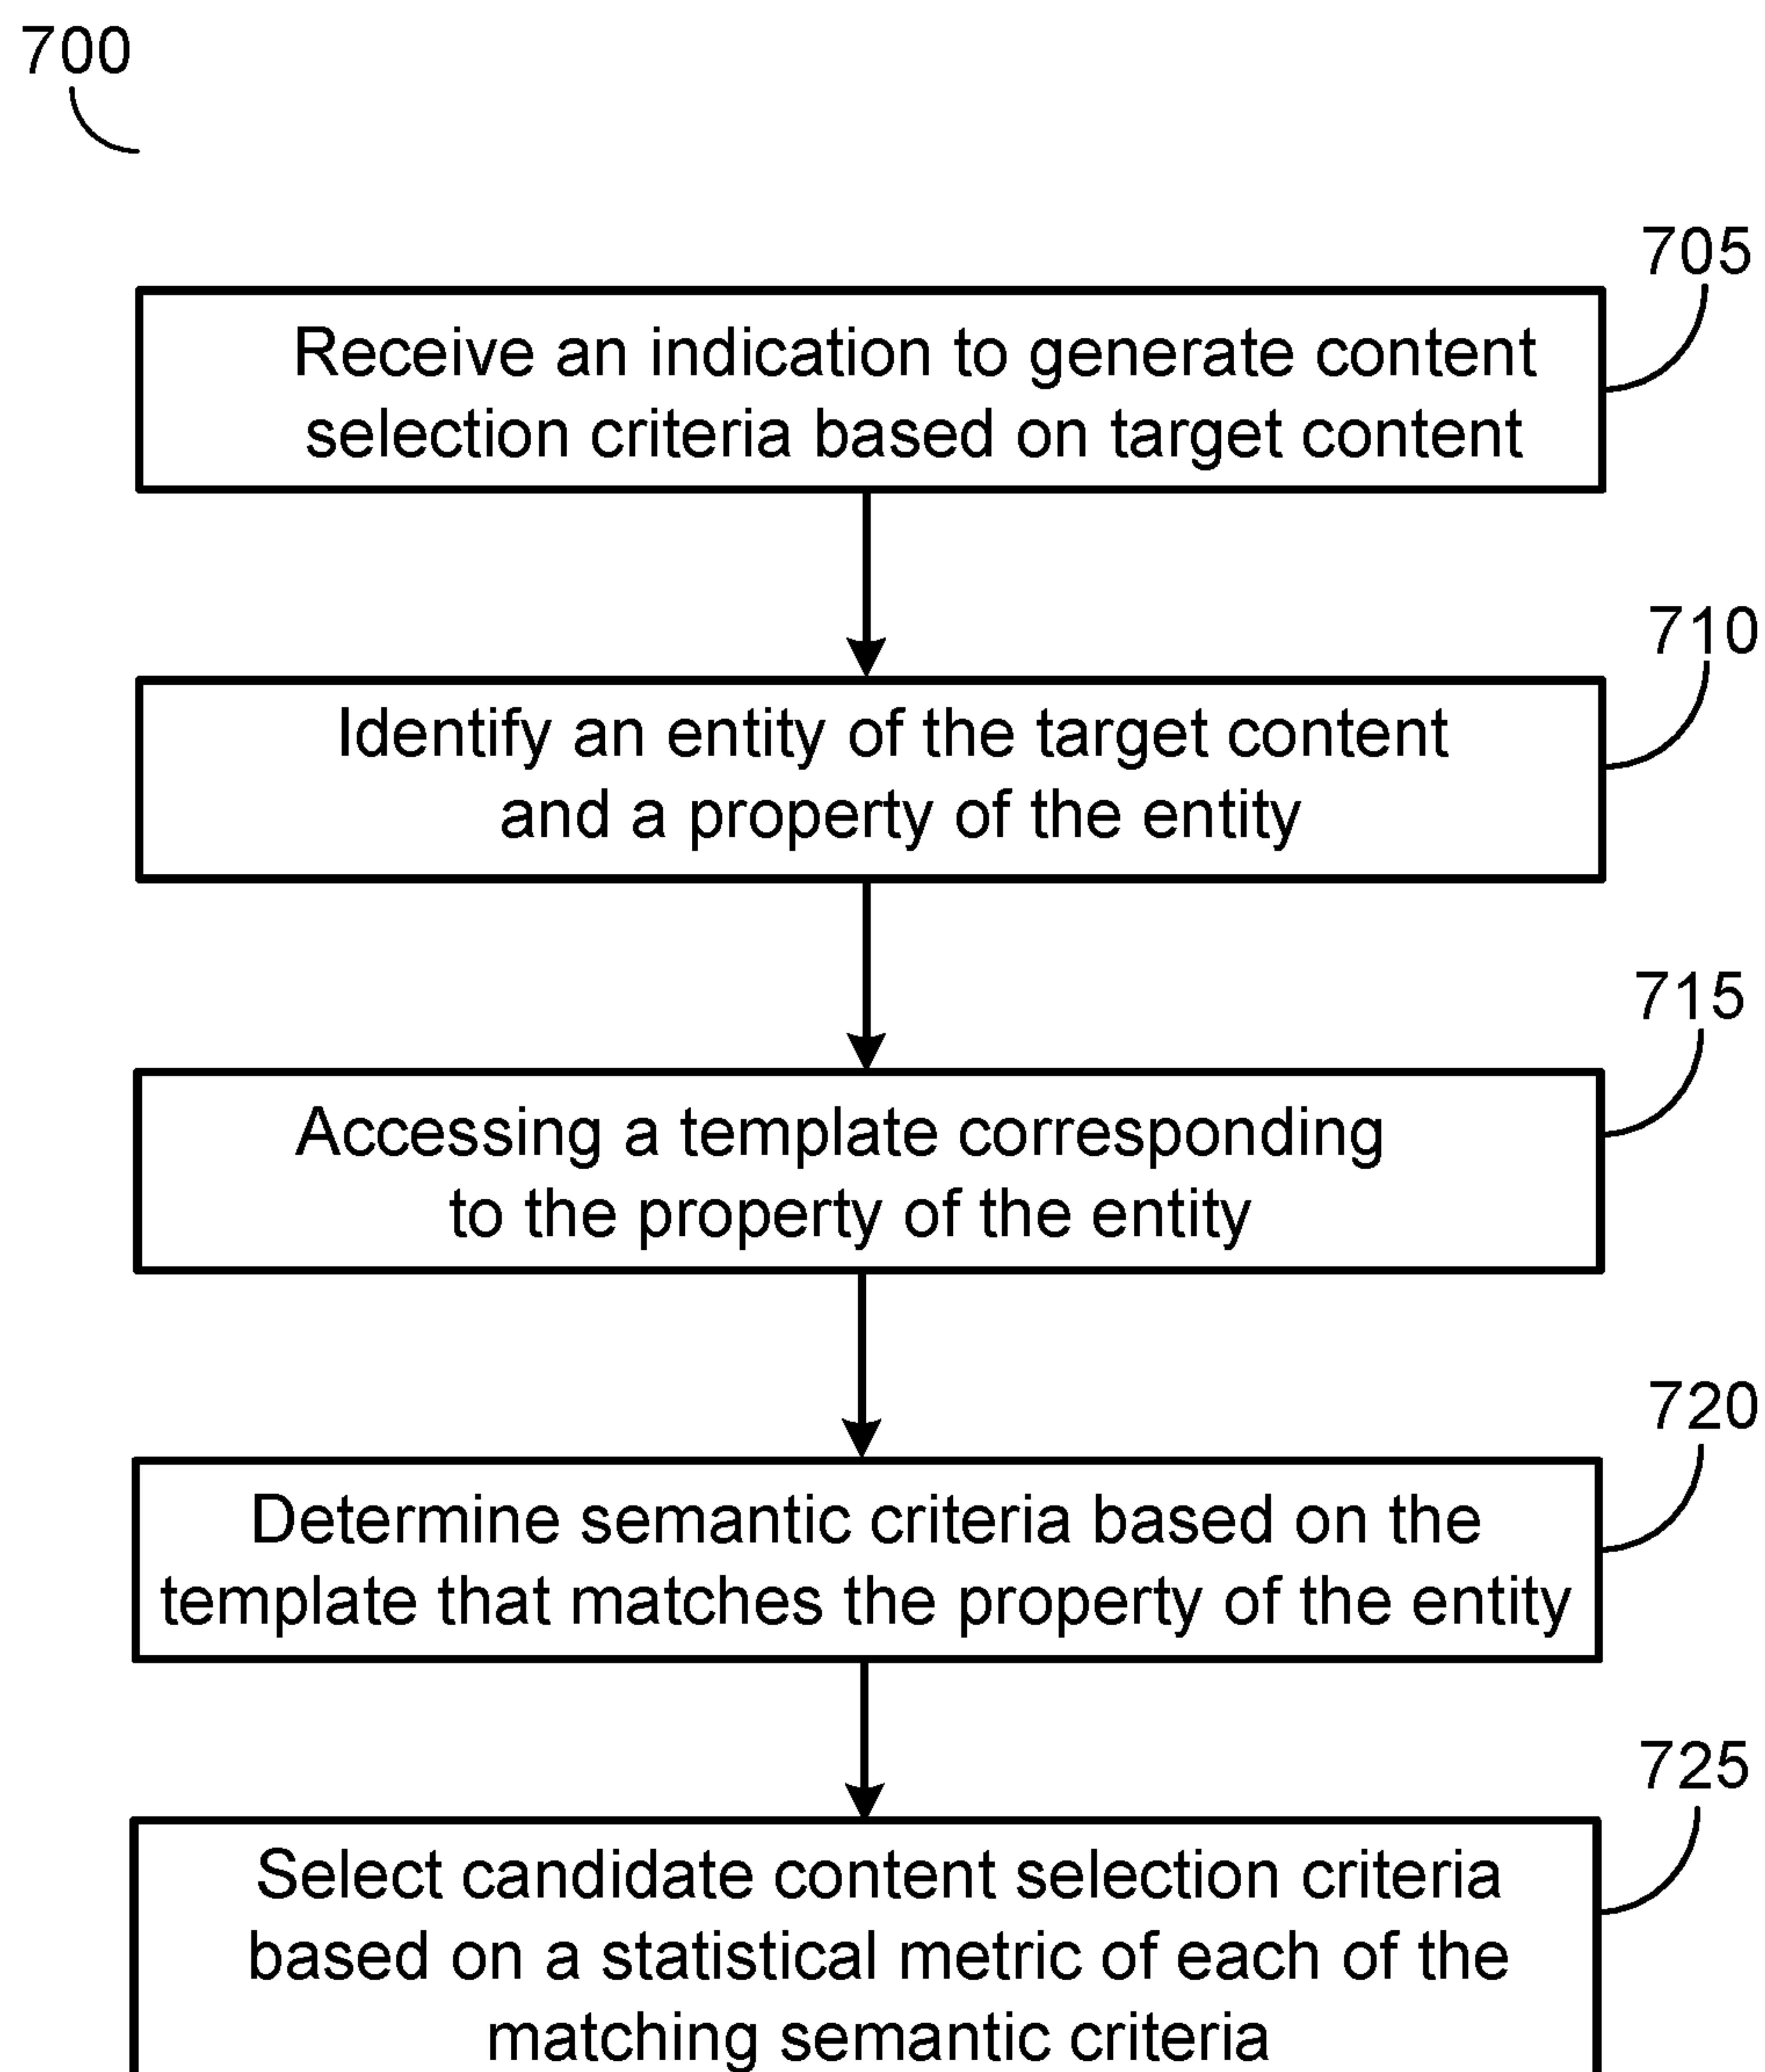 700
705
Receive an indication to generate content
selection criteria based on target content
710
Identify an entity of the target content
and a property of the entity
715
Accessing a template corresponding
to the property of the entity
720
Determine semantic criteria based on the
template that matches the property of the entity
725
Select candidate content selection criteria
based on a statistical metric of each of the
matching semantic criteria